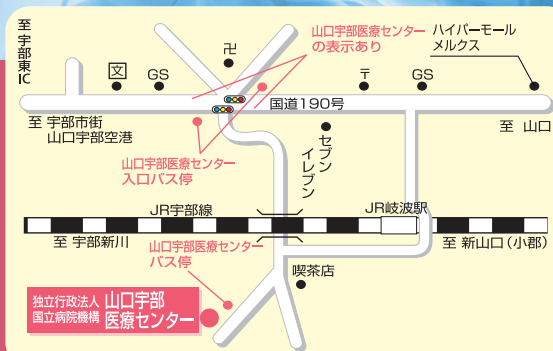 至 宇部東IC
山口宇部医療センター
の表示あり
ハイパーモール
メルクス
卍
文
GS
〒
GS
国道190号
至 宇部市街
山口宇部空港
至 山口
山口宇部医療センター
入口バス停
セブン
イレブン
JR宇部線
JR岐波駅
至 宇部新川
至 新山口(小郡)
山口宇部医療センター
バス停
喫茶店
独立行政法人
国立病院機構
山口宇部
医療センター